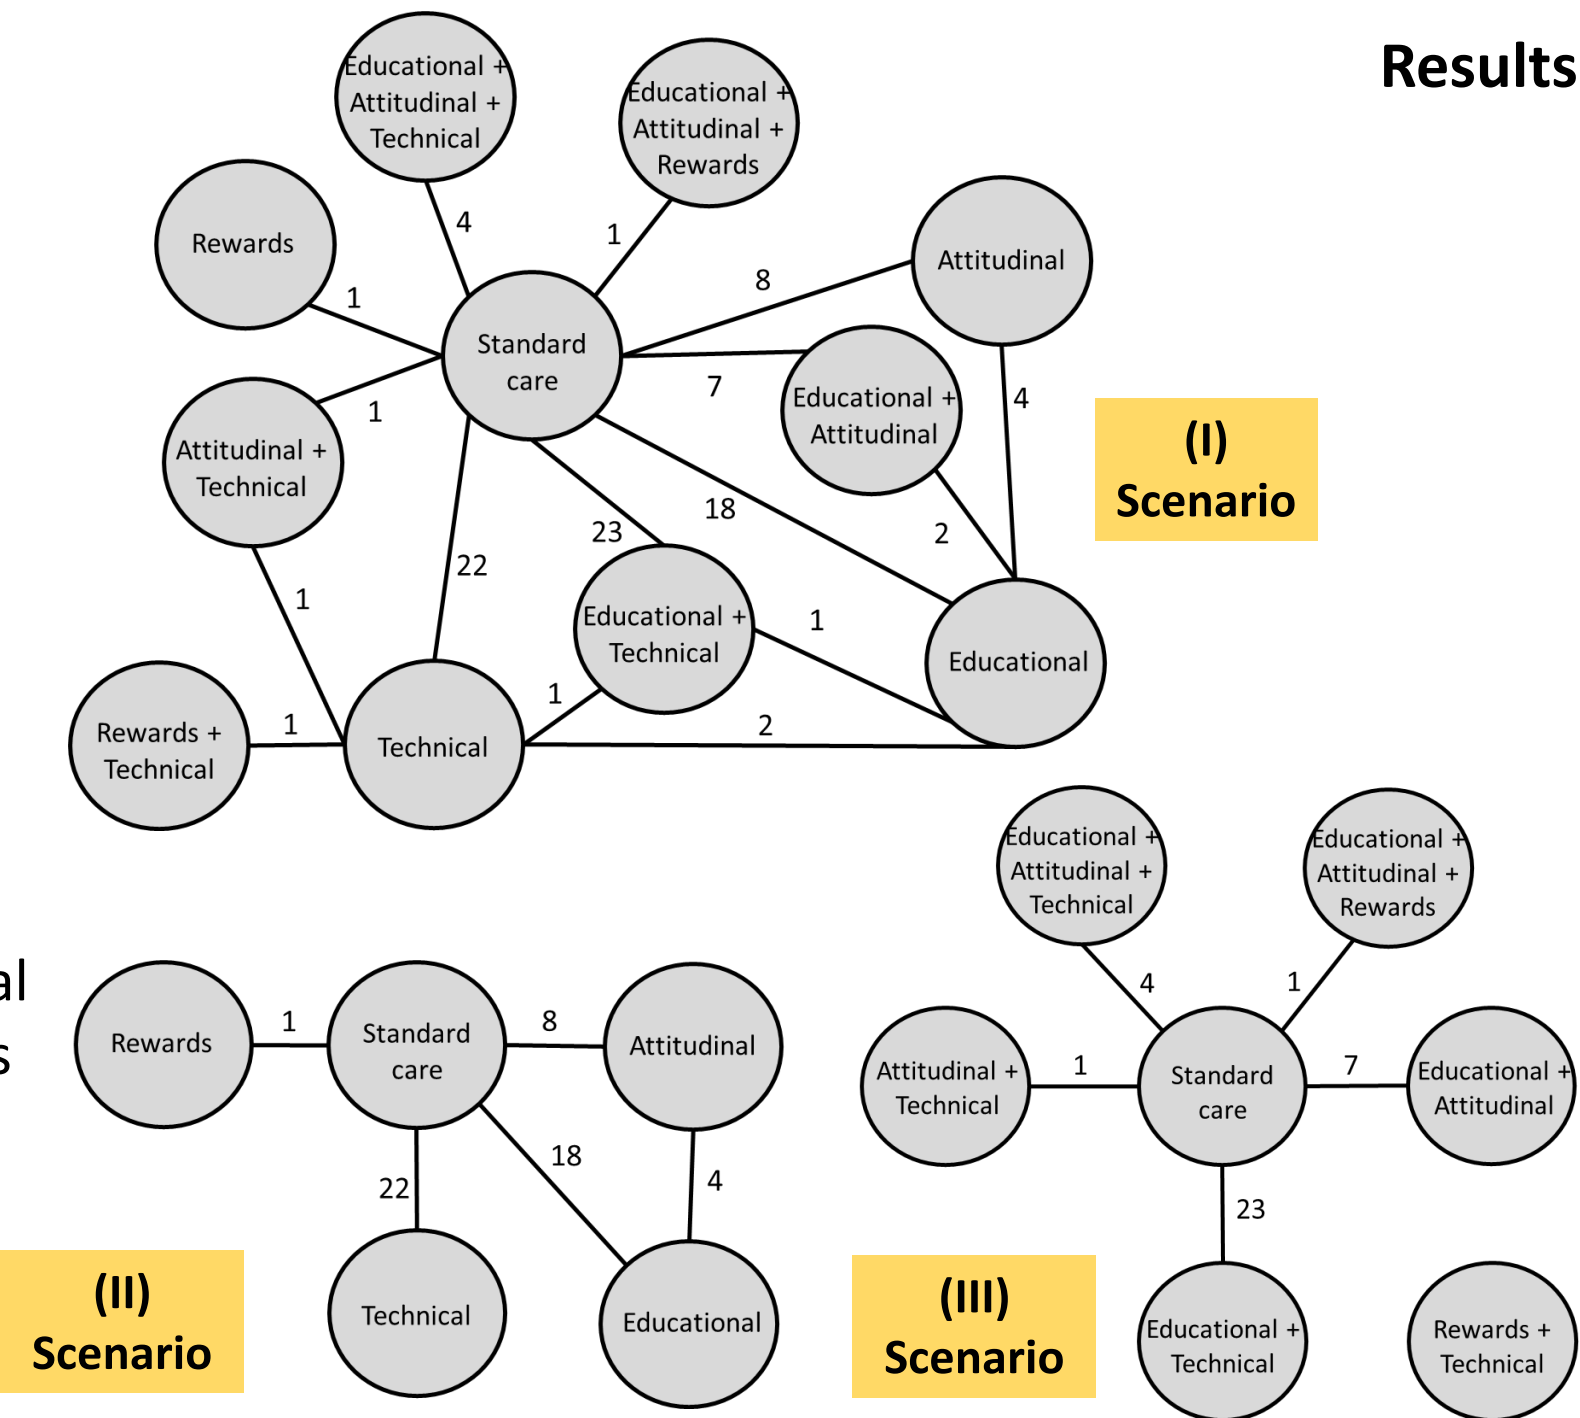 Results
Educational +
Attitudinal +
Technical
Educational +
Attitudinal +
Rewards
Rewards
Attitudinal
4
1
1
8
Standard
care
7
Educational +
Attitudinal
4
1
Attitudinal +
Technical
(I)
Scenario
18
23
2
22
1
Educational +
Technical
1
Educational
1
2
1
Rewards +
Technical
Technical
Educational +
Attitudinal +
Technical
Educational +
Attitudinal +
Rewards
al
s
Rewards
1
Standard
care
8
Attitudinal
18
22
4
Technical
Educational
(II)
Scenario
4
1
Attitudinal +
Technical
1
Standard
care
7
Educational +
Attitudinal
23
(III)
Scenario
Educational +
Technical
Rewards +
Technical